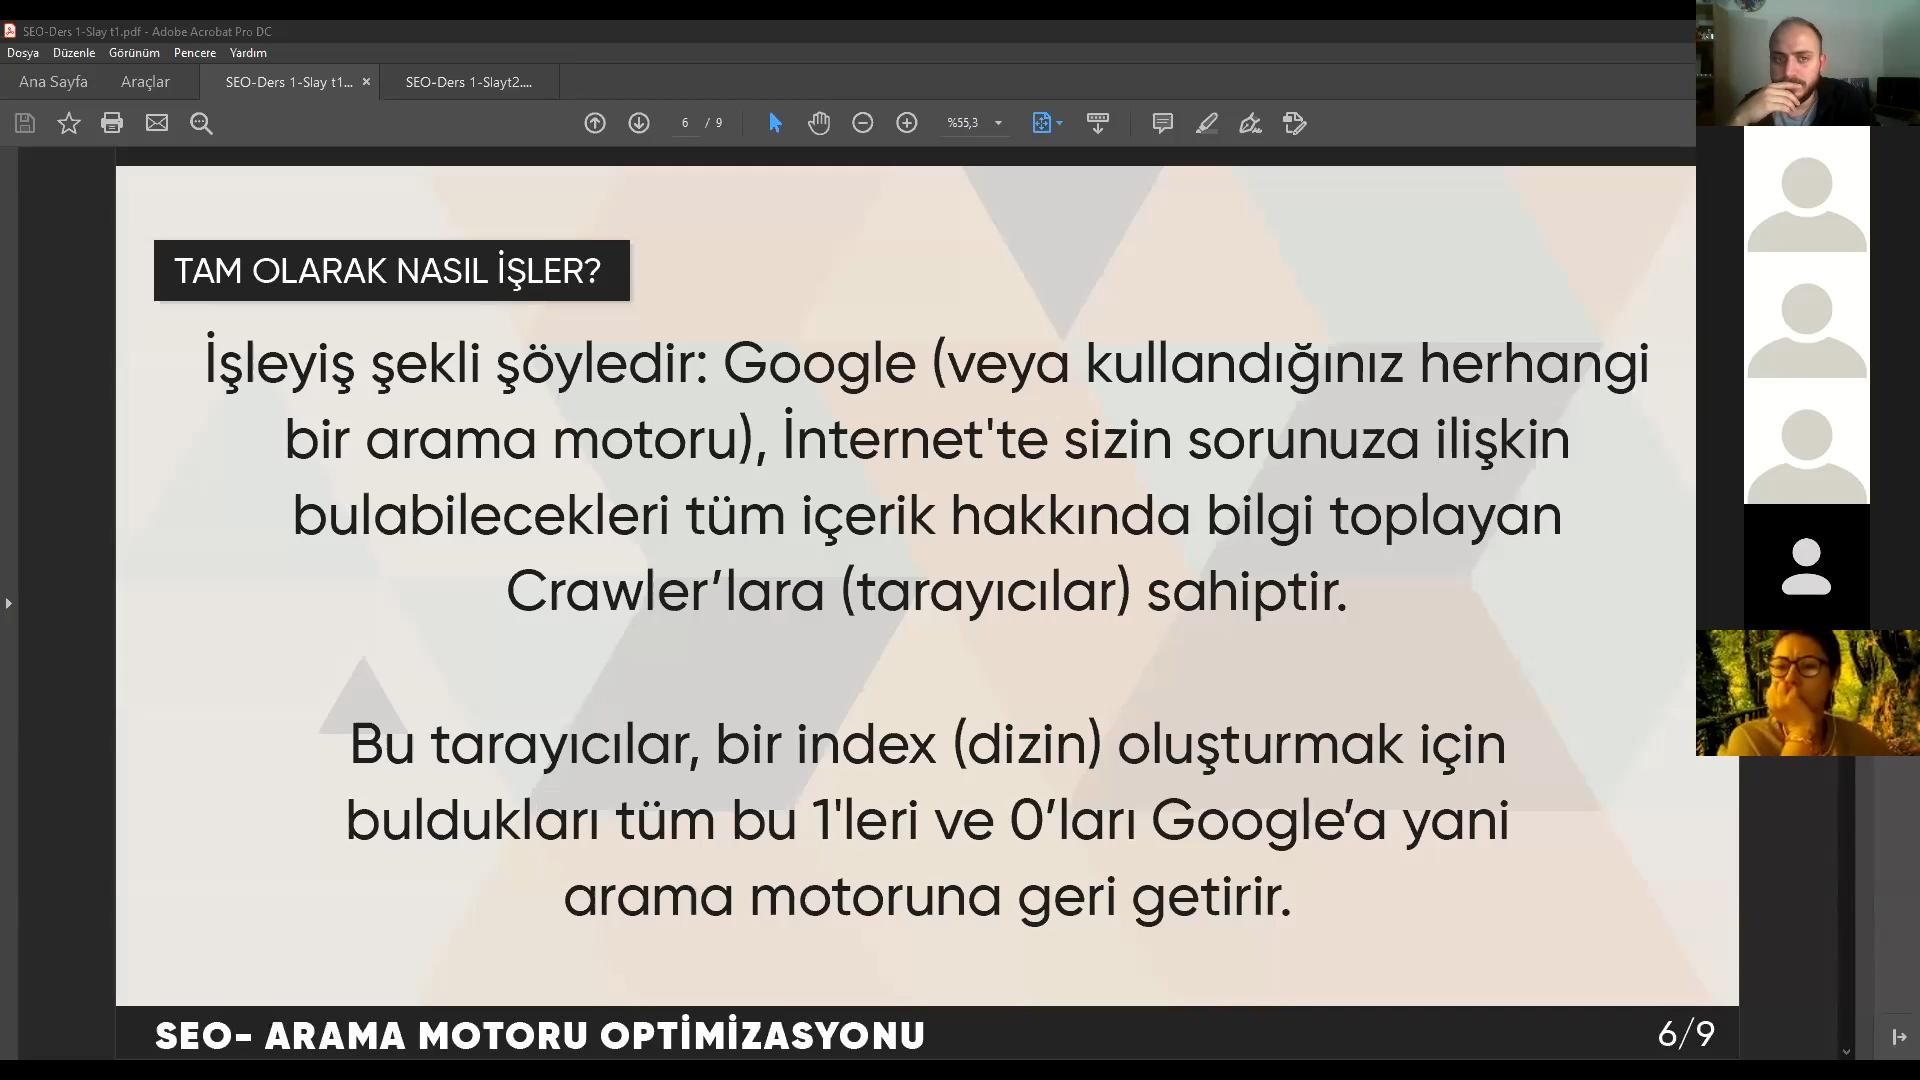 SEO-Ders 1-Slay t1.pdf - Adobe Acrobat Pro DC
Dosya Düzenle Görünüm Pencere Yardım
Ana Sayfa Araçlar SEO-Ders 1-Slay t1... × SEO-Ders 1-Slayt2....
6 / 9 %55,3
TAM OLARAK NASIL İŞLER?
İşleyiş şekli şöyledir: Google (veya kullandığınız herhangi
bir arama motoru), İnternet'te sizin sorunuza ilişkin
bulabilecekleri tüm içerik hakkında bilgi toplayan
Crawler’lara (tarayıcılar) sahiptir.
Bu tarayıcılar, bir index (dizin) oluşturmak için
buldukları tüm bu 1'leri ve 0’ları Google’a yani
arama motoruna geri getirir.
SEO- ARAMA MOTORU OPTİMİZASYONU
6/9